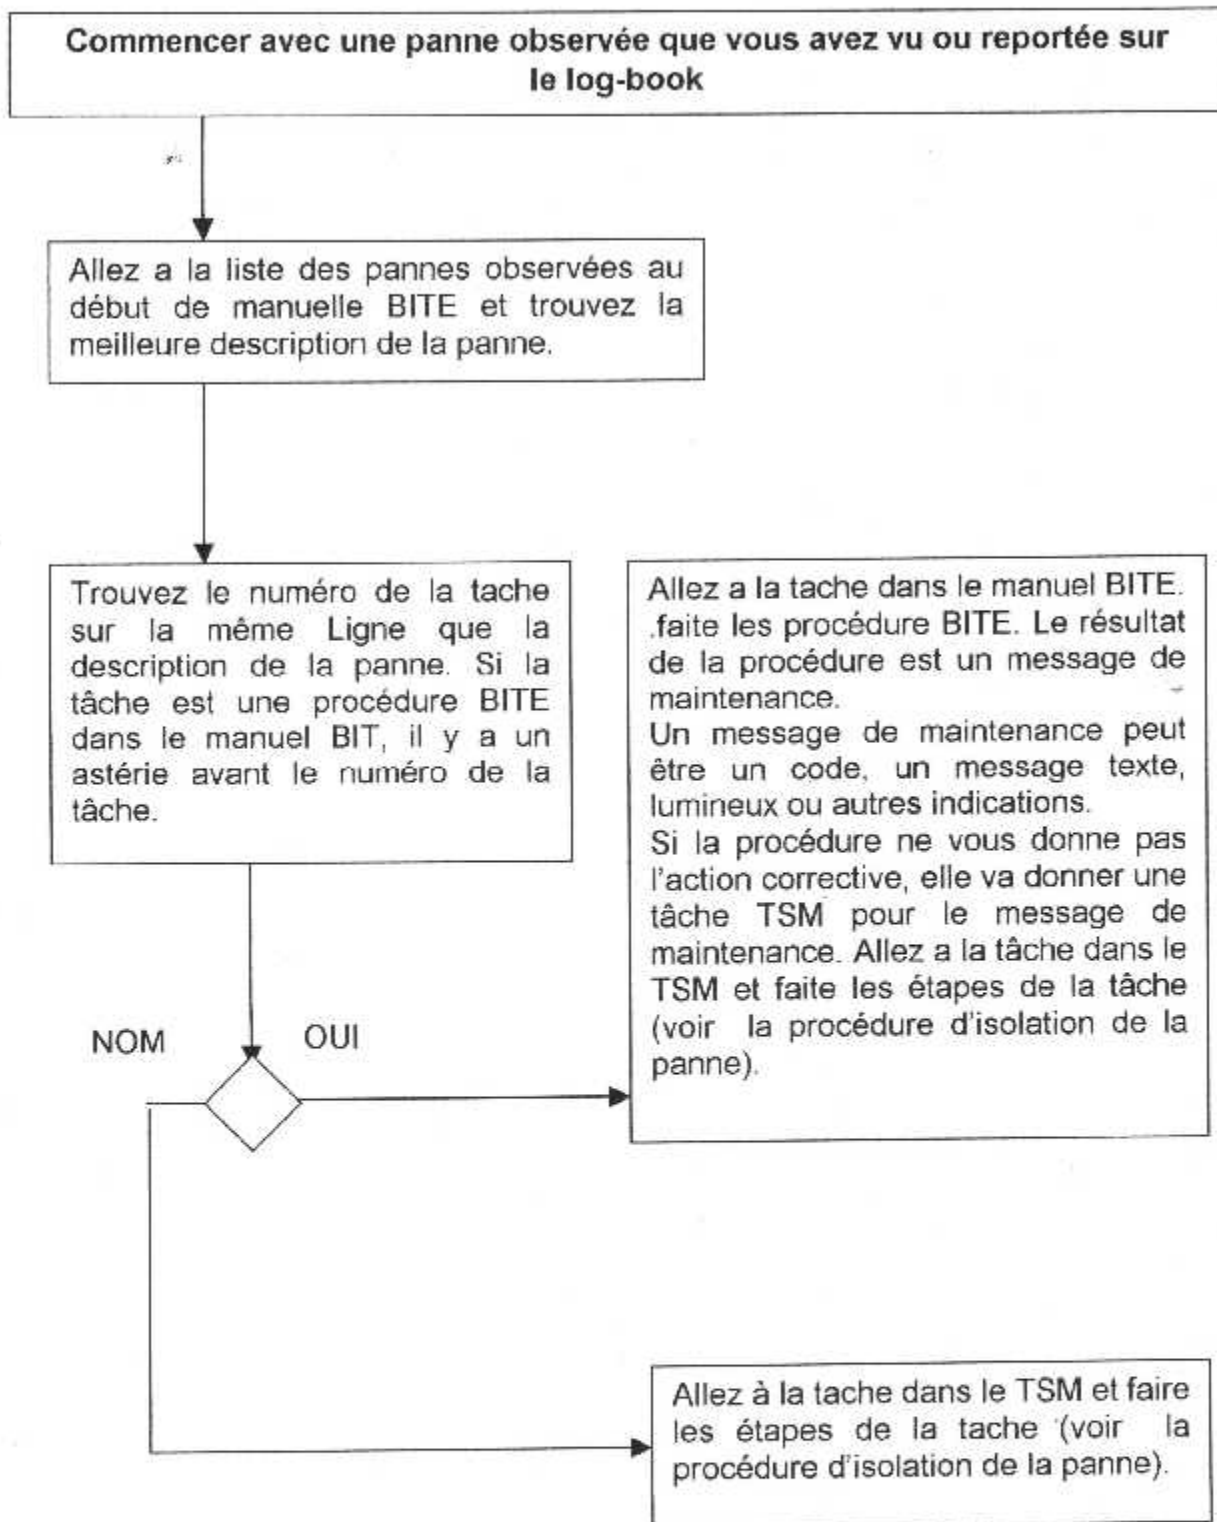 Commencer avec une panne observée que vous avez vu ou reportée sur
le log-book
Allez a la liste des pannes observées au
début de manuelle BITE et trouvez la
meilleure description de la panne.
Trouvez le numéro de la tache
sur la même Ligne que la
description de la panne. Si la
tâche est une procédure BITE
dans le manuel BIT, il y a un
astérie avant le numéro de la
tâche.
Allez a la tache dans le manuel BITE.
.faite les procédure BITE. Le résultat
de la procédure est un message de
maintenance.
Un message de maintenance peut
être un code, un message texte,
lumineux ou autres indications.
Si la procédure ne vous donne pas
l'action corrective, elle va donner une
tâche TSM pour le message de
maintenance. Allez a la tâche dans le
TSM et faite les étapes de la tâche
(voir la procédure d'isolation de la
panne).
NOM OUI
Allez à la tache dans le TSM et faire
les étapes de la tache (voir la
procédure d'isolation de la panne).